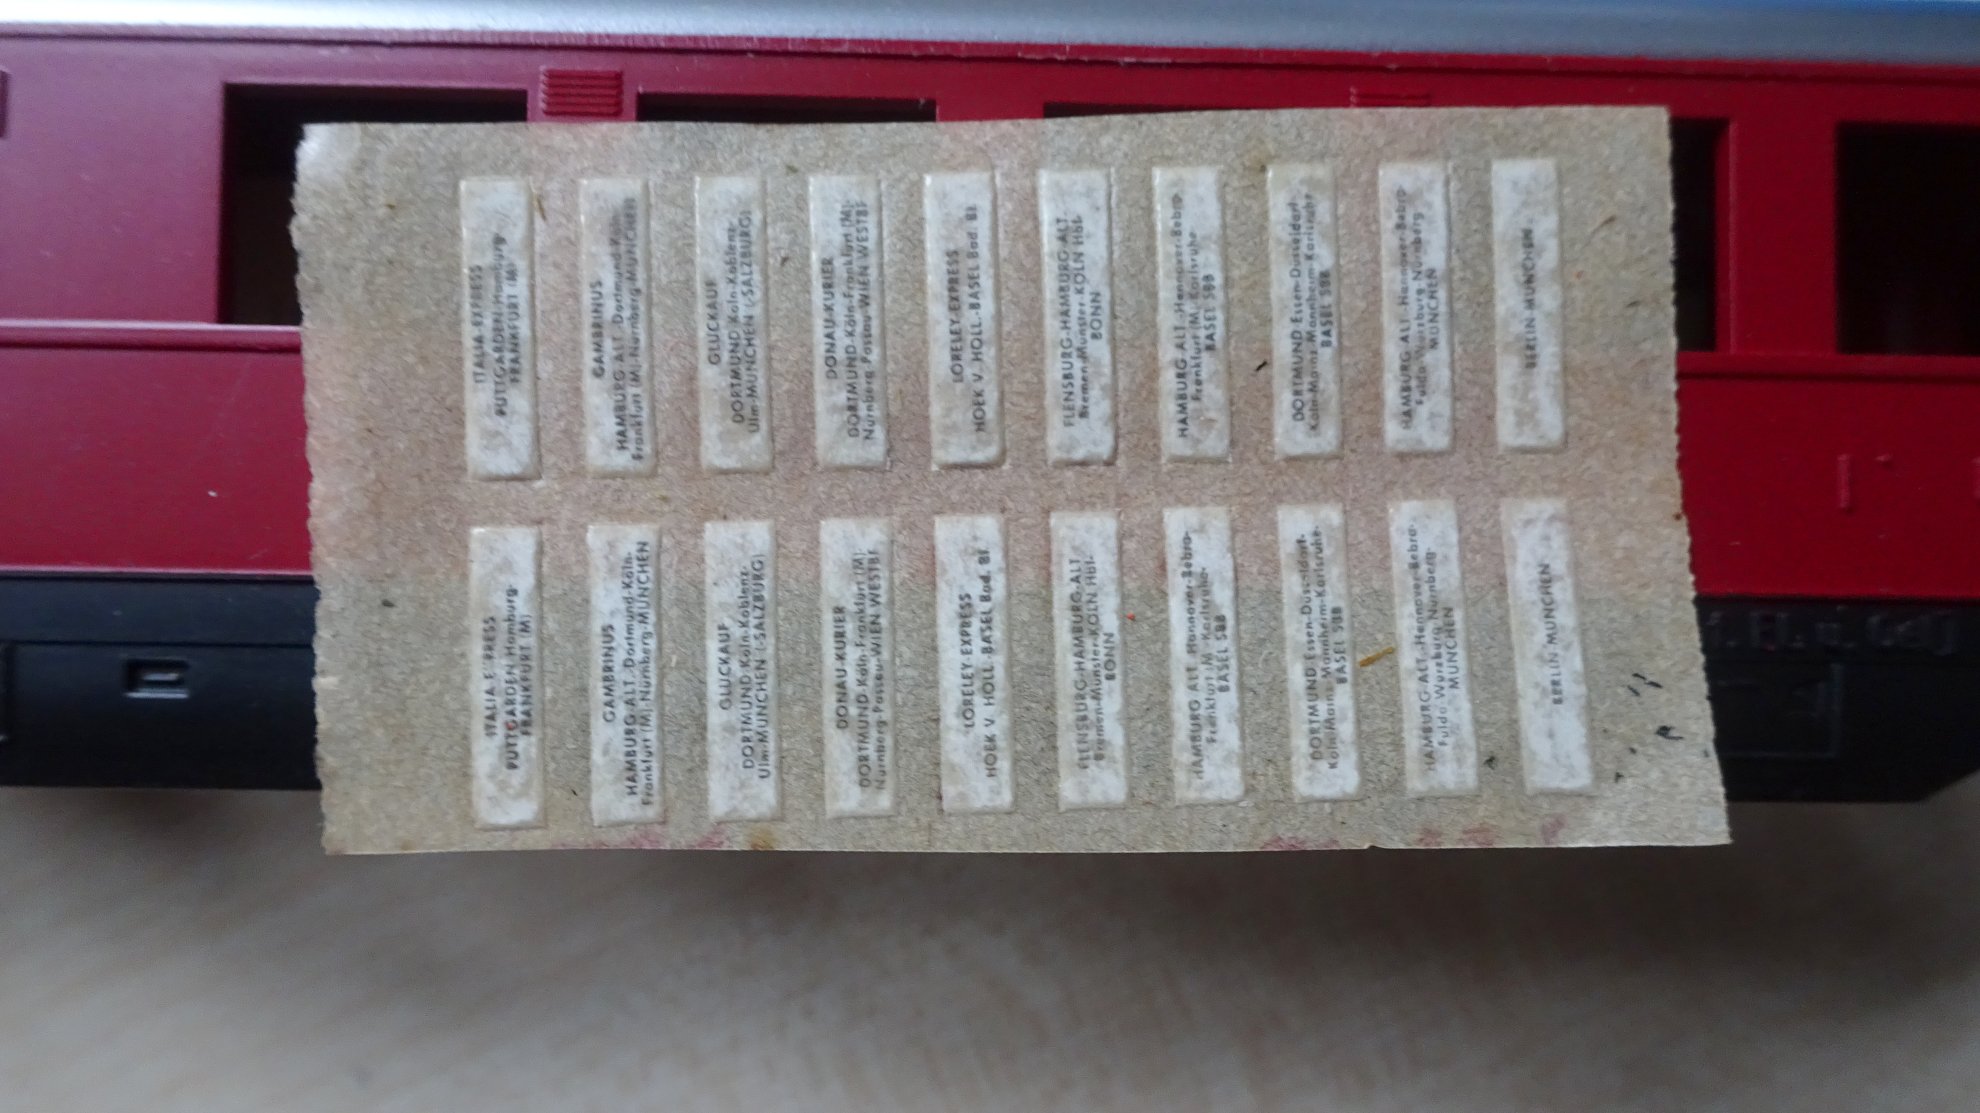 ITALIA-EXPRESS
PUTTGARDEN-Hamburg-
FRANKFURT (M)
GAMBRINUS
HAMBURG-ALT.-Dortmund-Köln-
Frankfurt (M)-Nürnberg-MÜNCHEN
GLÜCKAUF
DORTMUND-Köln-Koblenz-
Ulm-MÜNCHEN (-SALZBURG)
DONAU-KURIER
DORTMUND-Köln-Frankfurt (M)-
Nürnberg-Passau-WIEN WESTBF
LORELEY-EXPRESS
HOEK V. HOLL.-BASEL Bad. Bf
FLENSBURG-HAMBURG-ALT.
Bremen-Münster-KÖLN Hbf-
BONN
HAMBURG ALT.-Hannover-Bebra-
Frankfurt (M)-Karlsruhe-
BASEL SBB
DORTMUND-Essen-Düsseldorf-
Köln-Mainz-Mannheim-Karlsruhe-
BASEL SBB
HAMBURG-ALT.-Hannover-Bebra-
Fulda-Würzburg-Nürnberg-
MÜNCHEN
BERLIN-MÜNCHEN
ITALIA-E PRESS
PUTTGARDEN-Hamburg-
FRANKFURT (M)
GAMBRINUS
HAMBURG-ALT.-Dortmund-Köln-
Frankfurt (M)-Nürnberg-MÜNCHEN
GLÜCKAUF
DORTMUND-Köln-Koblenz-
Ulm-MÜNCHEN (-SALZBURG)
DONAU-KURIER
DORTMUND-Köln-Frankfurt (M)-
Nürnberg-Passau-WIEN WESTBF
LORELEY-EXPRESS
HOEK V. HOLL.-BASEL Bad. Bf
FLENSBURG-HAMBURG-ALT
Bremen-Münster-KÖLN Hbf-
BONN
HAMBURG ALT.-Hannover-Bebra-
Frankfurt (M)-Karlsruhe-
BASEL SBB
DORTMUND-Essen-Düsseldorf-
Köln-Mainz-Mannheim-Karlsruhe-
BASEL SBB
HAMBURG-ALT.-Hannover-Bebra-
Fulda-Würzburg-Nürnberg-
MÜNCHEN
BERLIN-MÜNCHEN